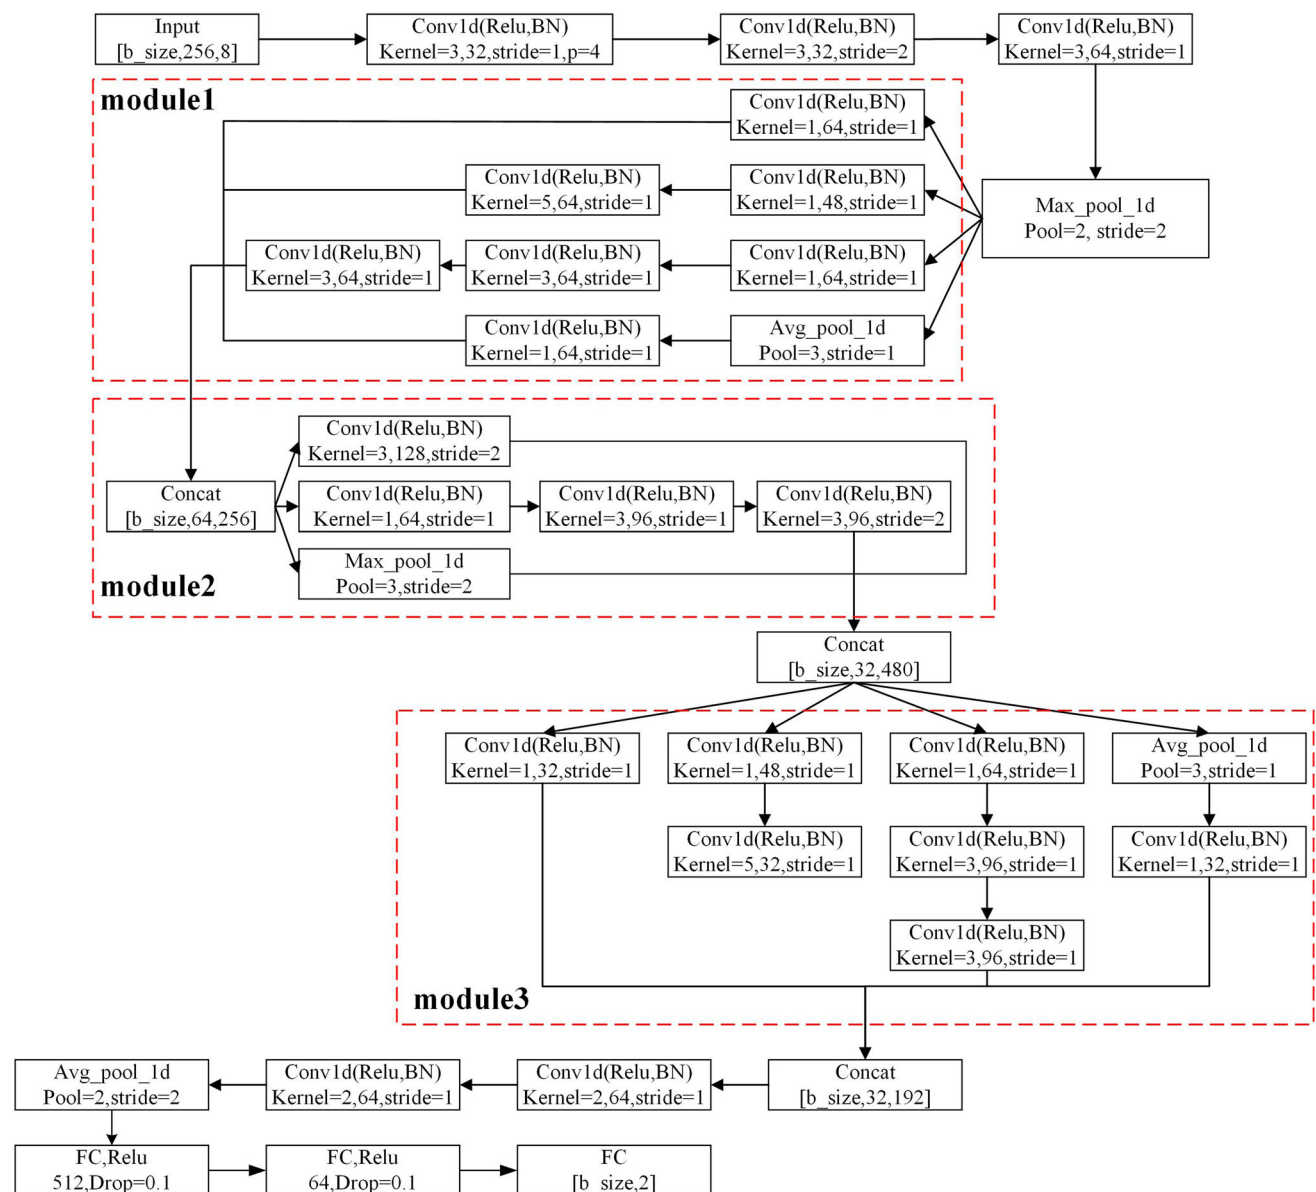 Input
[b_size,256,8]
Conv1d(Relu,BN)
Kernel=3,32,stride=1,p=4
Conv1d(Relu,BN)
Kernel=3,32,stride=2
Conv1d(Relu,BN)
Kernel=3,64,stride=1
module1
Conv1d(Relu,BN)
Kernel=1,64,stride=1
Conv1d(Relu,BN)
Kernel=5,64,stride=1
Conv1d(Relu,BN)
Kernel=1,48,stride=1
Max_pool_1d
Pool=2, stride=2
Conv1d(Relu,BN)
Kernel=3,64,stride=1
Conv1d(Relu,BN)
Kernel=3,64,stride=1
Conv1d(Relu,BN)
Kernel=1,64,stride=1
Conv1d(Relu,BN)
Kernel=1,64,stride=1
Avg_pool_1d
Pool=3,stride=1
Conv1d(Relu,BN)
Kernel=3,128,stride=2
Concat
[b_size,64,256]
Conv1d(Relu,BN)
Kernel=1,64,stride=1
Conv1d(Relu,BN)
Kernel=3,96,stride=1
Conv1d(Relu,BN)
Kernel=3,96,stride=2
Max_pool_1d
Pool=3,stride=2
module2
Concat
[b_size,32,480]
Conv1d(Relu,BN)
Kernel=1,32,stride=1
Conv1d(Relu,BN)
Kernel=1,48,stride=1
Conv1d(Relu,BN)
Kernel=1,64,stride=1
Avg_pool_1d
Pool=3,stride=1
Conv1d(Relu,BN)
Kernel=5,32,stride=1
Conv1d(Relu,BN)
Kernel=3,96,stride=1
Conv1d(Relu,BN)
Kernel=1,32,stride=1
Conv1d(Relu,BN)
Kernel=3,96,stride=1
module3
Avg_pool_1d
Pool=2,stride=2
Conv1d(Relu,BN)
Kernel=2,64,stride=1
Conv1d(Relu,BN)
Kernel=2,64,stride=1
Concat
[b_size,32,192]
FC,Relu
512,Drop=0.1
FC,Relu
64,Drop=0.1
FC
[b_size,2]